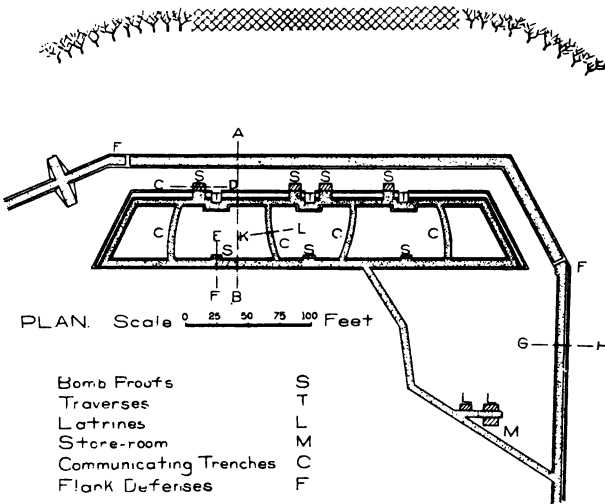 A
F
S S S S
C D T T T
C E K L C C C
S S S
F B
F
G H
PLAN. Scale 0 25 50 75 100 Feet
L L
M
Bomb Proofs S
Traverses T
Latrines L
Store-room M
Communicating Trenches C
Flank Defenses F